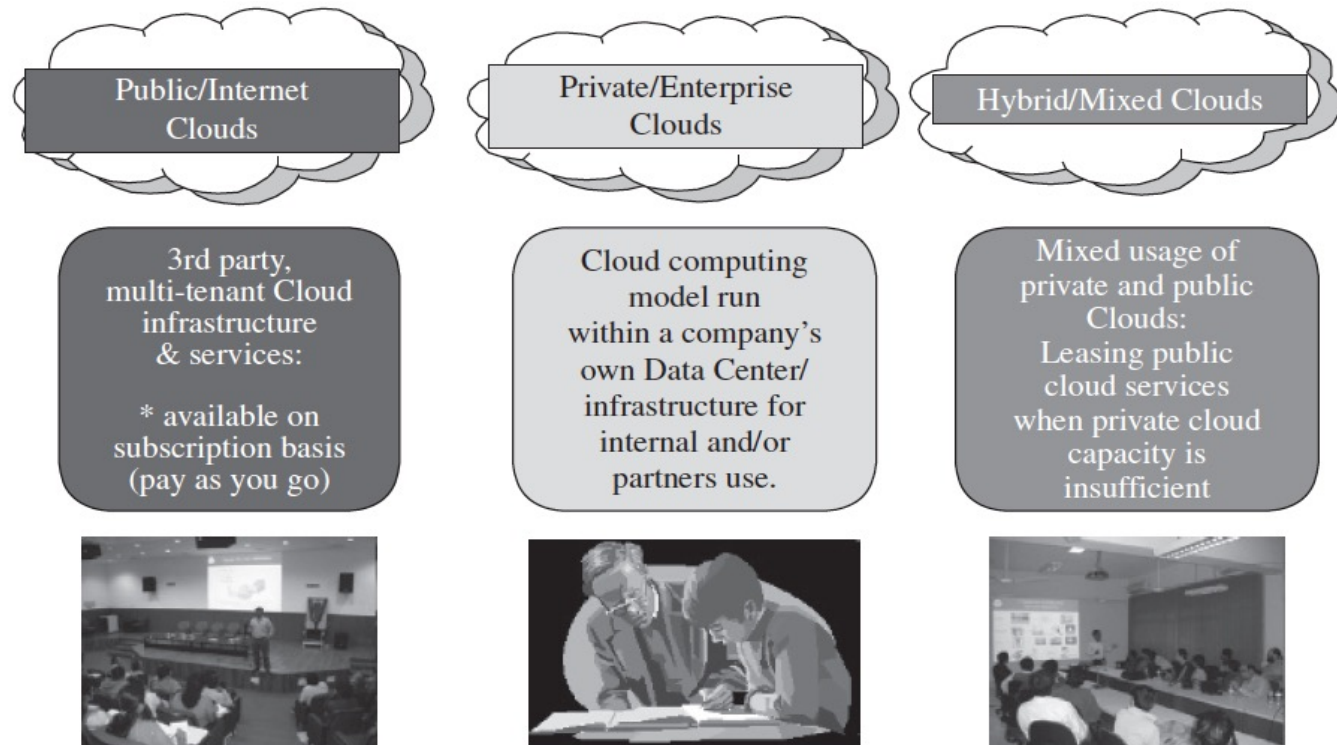 Public/Internet
Clouds
Private/Enterprise
Clouds
Hybrid/Mixed Clouds
3rd party,
multi-tenant Cloud
infrastructure
& services:
* available on
subscription basis
(pay as you go)
Cloud computing
model run
within a company’s
own Data Center/
infrastructure for
internal and/or
partners use.
Mixed usage of
private and public
Clouds:
Leasing public
cloud services
when private cloud
capacity is
insufficient